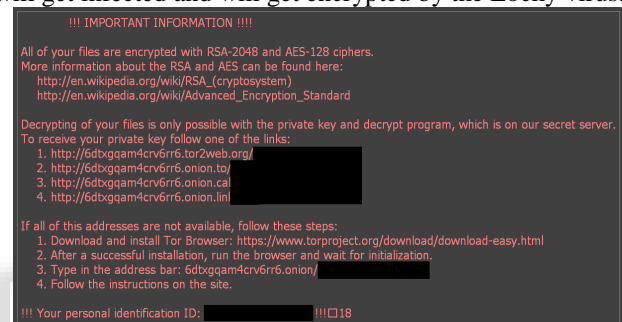 will get infected and will get encrypted by the Locky virus.
!!! IMPORTANT INFORMATION !!!!
All of your files are encrypted with RSA-2048 and AES-128 ciphers.
More information about the RSA and AES can be found here:
http://en.wikipedia.org/wiki/RSA_(cryptosystem)
http://en.wikipedia.org/wiki/Advanced_Encryption_Standard
Decrypting of your files is only possible with the private key and decrypt program, which is on our secret server.
To receive your private key follow one of the links:
1. http://6dtxgqam4crv6rr6.tor2web.org/
2. http://6dtxgqam4crv6rr6.onion.to/
3. http://6dtxgqam4crv6rr6.onion.cal
4. http://6dtxgqam4crv6rr6.onion.link
If all of this addresses are not available, follow these steps:
1. Download and install Tor Browser: https://www.torproject.org/download/download-easy.html
2. After a successful installation, run the browser and wait for initialization.
3. Type in the address bar: 6dtxgqam4crv6rr6.onion/
4. Follow the instructions on the site.
!!! Your personal identification ID: !!!□18